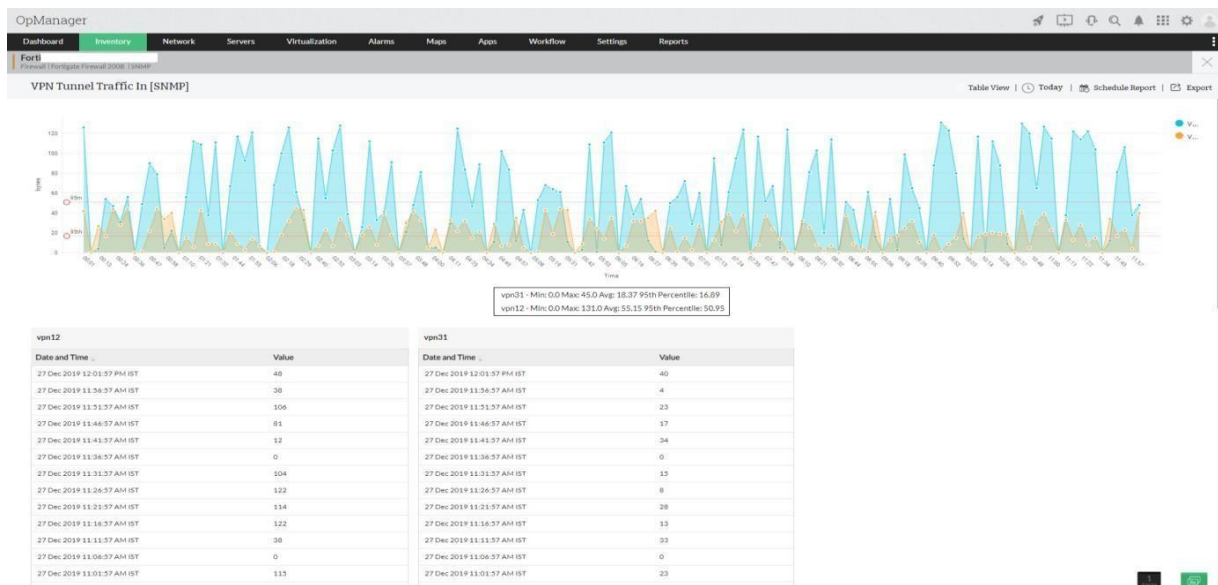 OpManager
Dashboard Inventory Network Servers Virtualization Alarms Maps Apps Workflow Settings Reports
Forti
Firewall | Fortigate Firewall 200B | SNMP
VPN Tunnel Traffic In [SNMP]
Table View | Today | Schedule Report | Export
120
100
80
60
40
20
0
bytes
95th
95th
V...
V...
Time
vpn31 - Min: 0.0 Max: 45.0 Avg: 18.37 95th Percentile: 16.89
vpn12 - Min: 0.0 Max: 131.0 Avg: 55.15 95th Percentile: 50.95
vpn12
Date and Time Value
27 Dec 2019 12:01:57 PM IST 48
27 Dec 2019 11:56:57 AM IST 38
27 Dec 2019 11:51:57 AM IST 106
27 Dec 2019 11:46:57 AM IST 81
27 Dec 2019 11:41:57 AM IST 12
27 Dec 2019 11:36:57 AM IST 0
27 Dec 2019 11:31:57 AM IST 104
27 Dec 2019 11:26:57 AM IST 122
27 Dec 2019 11:21:57 AM IST 114
27 Dec 2019 11:16:57 AM IST 122
27 Dec 2019 11:11:57 AM IST 38
27 Dec 2019 11:06:57 AM IST 0
27 Dec 2019 11:01:57 AM IST 115
vpn31
Date and Time Value
27 Dec 2019 12:01:57 PM IST 40
27 Dec 2019 11:56:57 AM IST 4
27 Dec 2019 11:51:57 AM IST 23
27 Dec 2019 11:46:57 AM IST 17
27 Dec 2019 11:41:57 AM IST 34
27 Dec 2019 11:36:57 AM IST 0
27 Dec 2019 11:31:57 AM IST 15
27 Dec 2019 11:26:57 AM IST 8
27 Dec 2019 11:21:57 AM IST 28
27 Dec 2019 11:16:57 AM IST 13
27 Dec 2019 11:11:57 AM IST 33
27 Dec 2019 11:06:57 AM IST 0
27 Dec 2019 11:01:57 AM IST 23
1